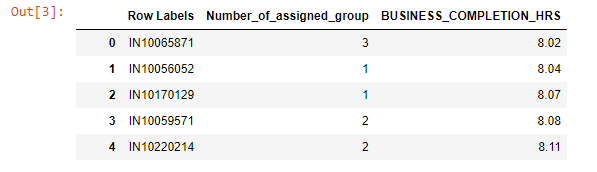 Out[3]:
Row Labels Number_of_assigned_group BUSINESS_COMPLETION_HRS
0 IN10065871 3 8.02
1 IN10056052 1 8.04
2 IN10170129 1 8.07
3 IN10059571 2 8.08
4 IN10220214 2 8.11